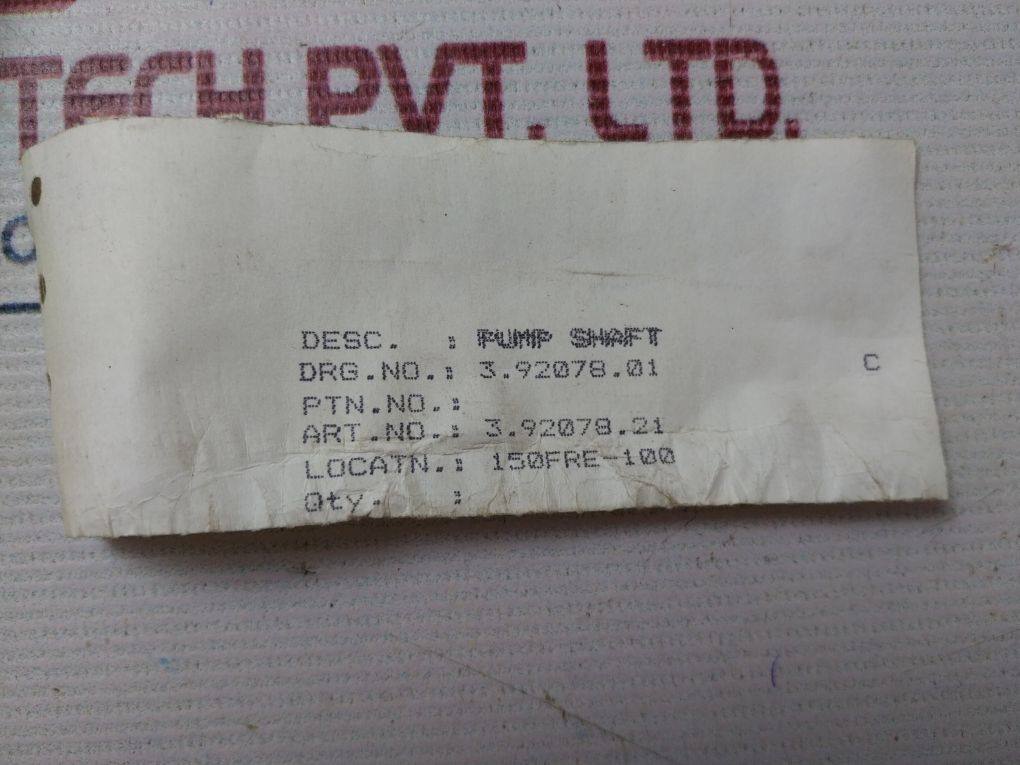 TECH PVT. LTD.
DESC. : PUMP SHAFT
DRG.NO.: 3.92078.01
C
PTN.NO.:
ART.NO.: 3.92078.21
LOCATN.: 150FRE-100
Qty. :